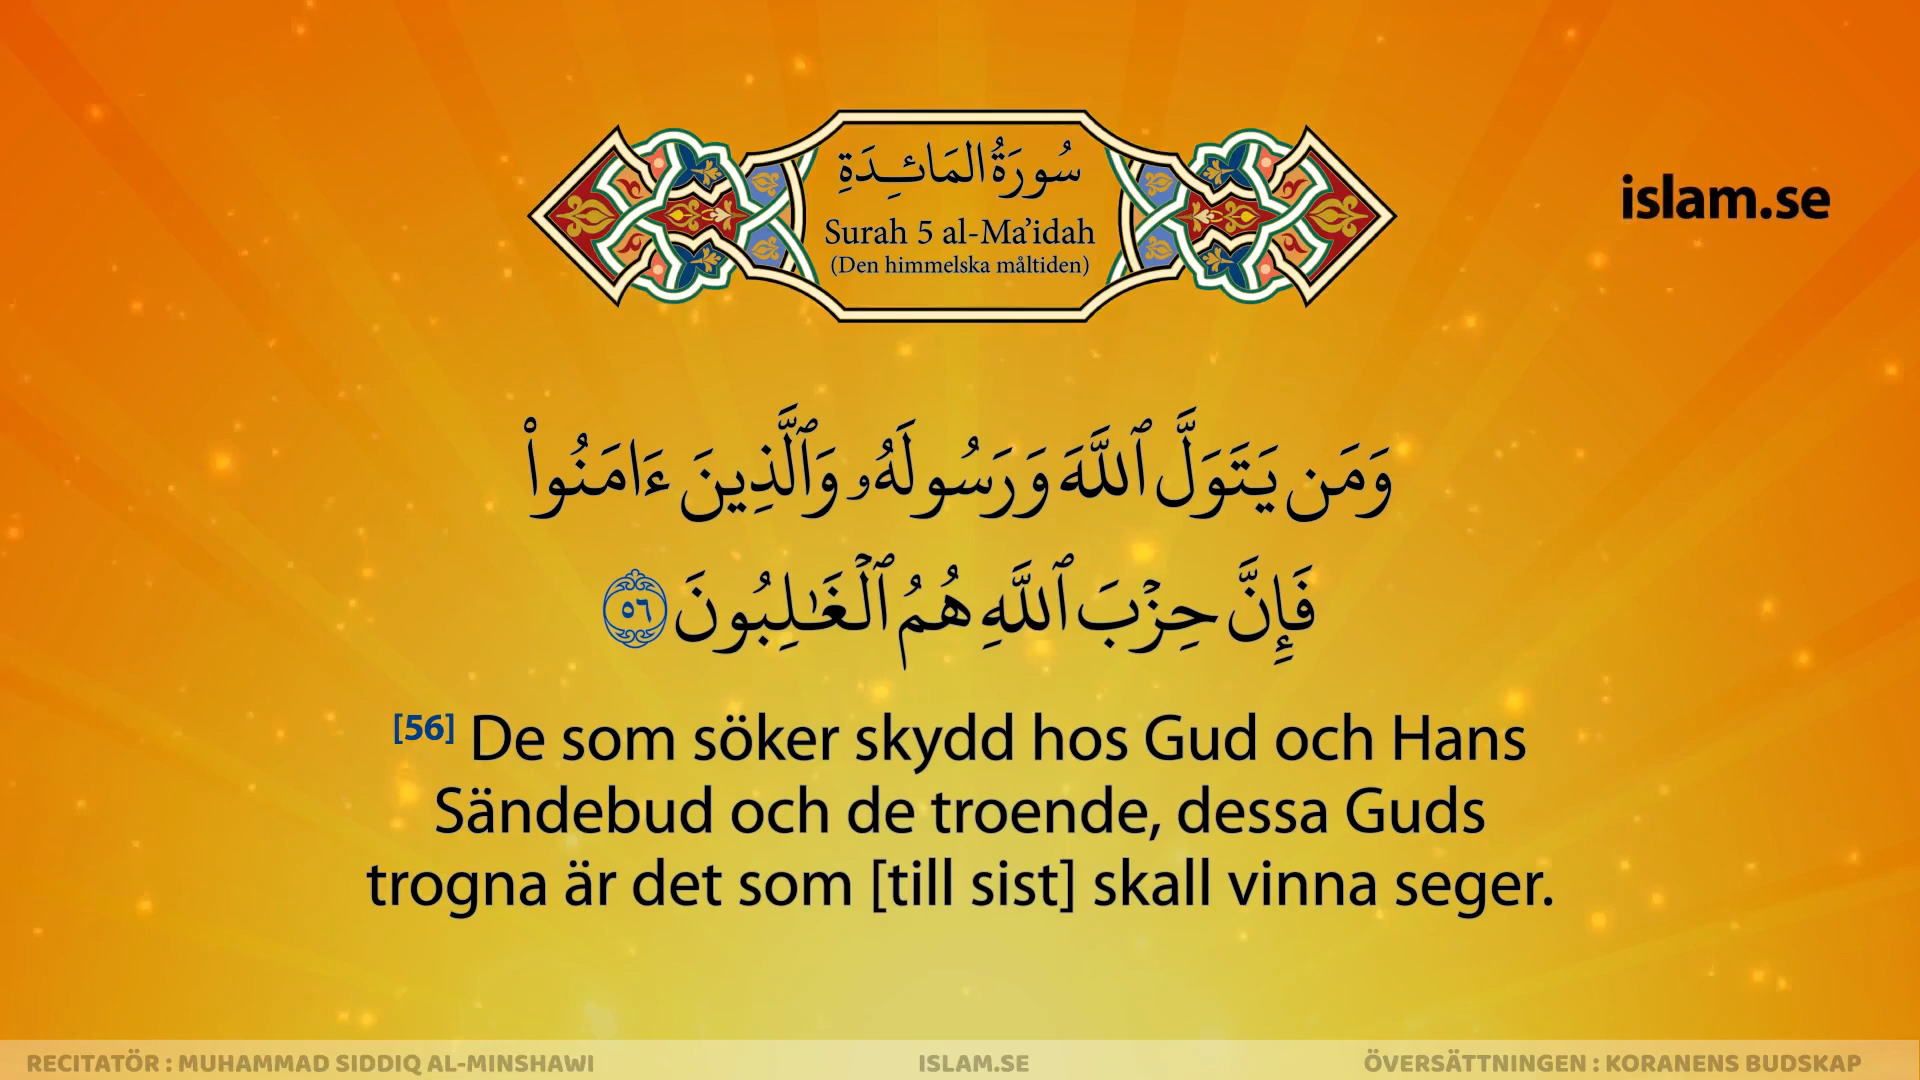 سُورَةُ المَائِدَةِ
Surah 5 al-Ma’idah
(Den himmelska måltiden)
islam.se
وَمَن يَتَوَلَّ ٱللَّهَ وَرَسُولَهُۥ وَٱلَّذِينَ ءَامَنُوا۟
فَإِنَّ حِزْبَ ٱللَّهِ هُمُ ٱلْغَـٰلِبُونَ ٥٦
[56] De som söker skydd hos Gud och Hans
Sändebud och de troende, dessa Guds
trogna är det som [till sist] skall vinna seger.
RECITATÖR : MUHAMMAD SIDDIQ AL-MINSHAWI
ISLAM.SE
ÖVERSÄTTNINGEN : KORANENS BUDSKAP